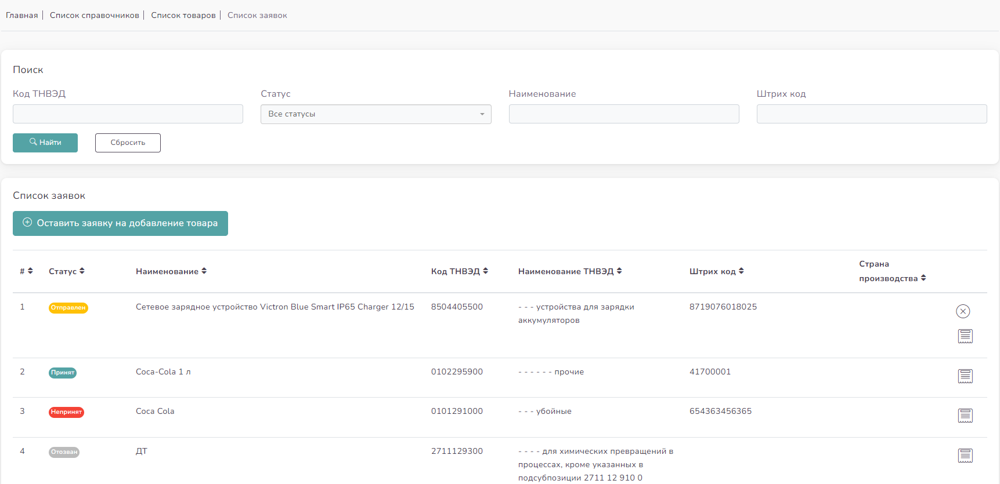 Главная
Список справочников
Список товаров
Список заявок
Поиск
Код ТНВЭД
Статус
Наименование
Штрих код
Все статусы
Найти
Сбросить
Список заявок
Оставить заявку на добавление товара
#
Статус
Наименование
Код ТНВЭД
Наименование ТНВЭД
Штрих код
Страна
производства
1
Отправлен
Сетевое зарядное устройство Victron Blue Smart IP65 Charger 12/15
8504405500
- - - устройства для зарядки
аккумуляторов
8719076018025
2
Принят
Coca-Cola 1 л
0102295900
- - - - - - прочие
41700001
3
Непринят
Coca Cola
0101291000
- - - убойные
654363456365
4
Отозван
ДТ
2711129300
- - - - для химических превращений в
процессах, кроме указанных в
подсубпозиции 2711 12 910 0